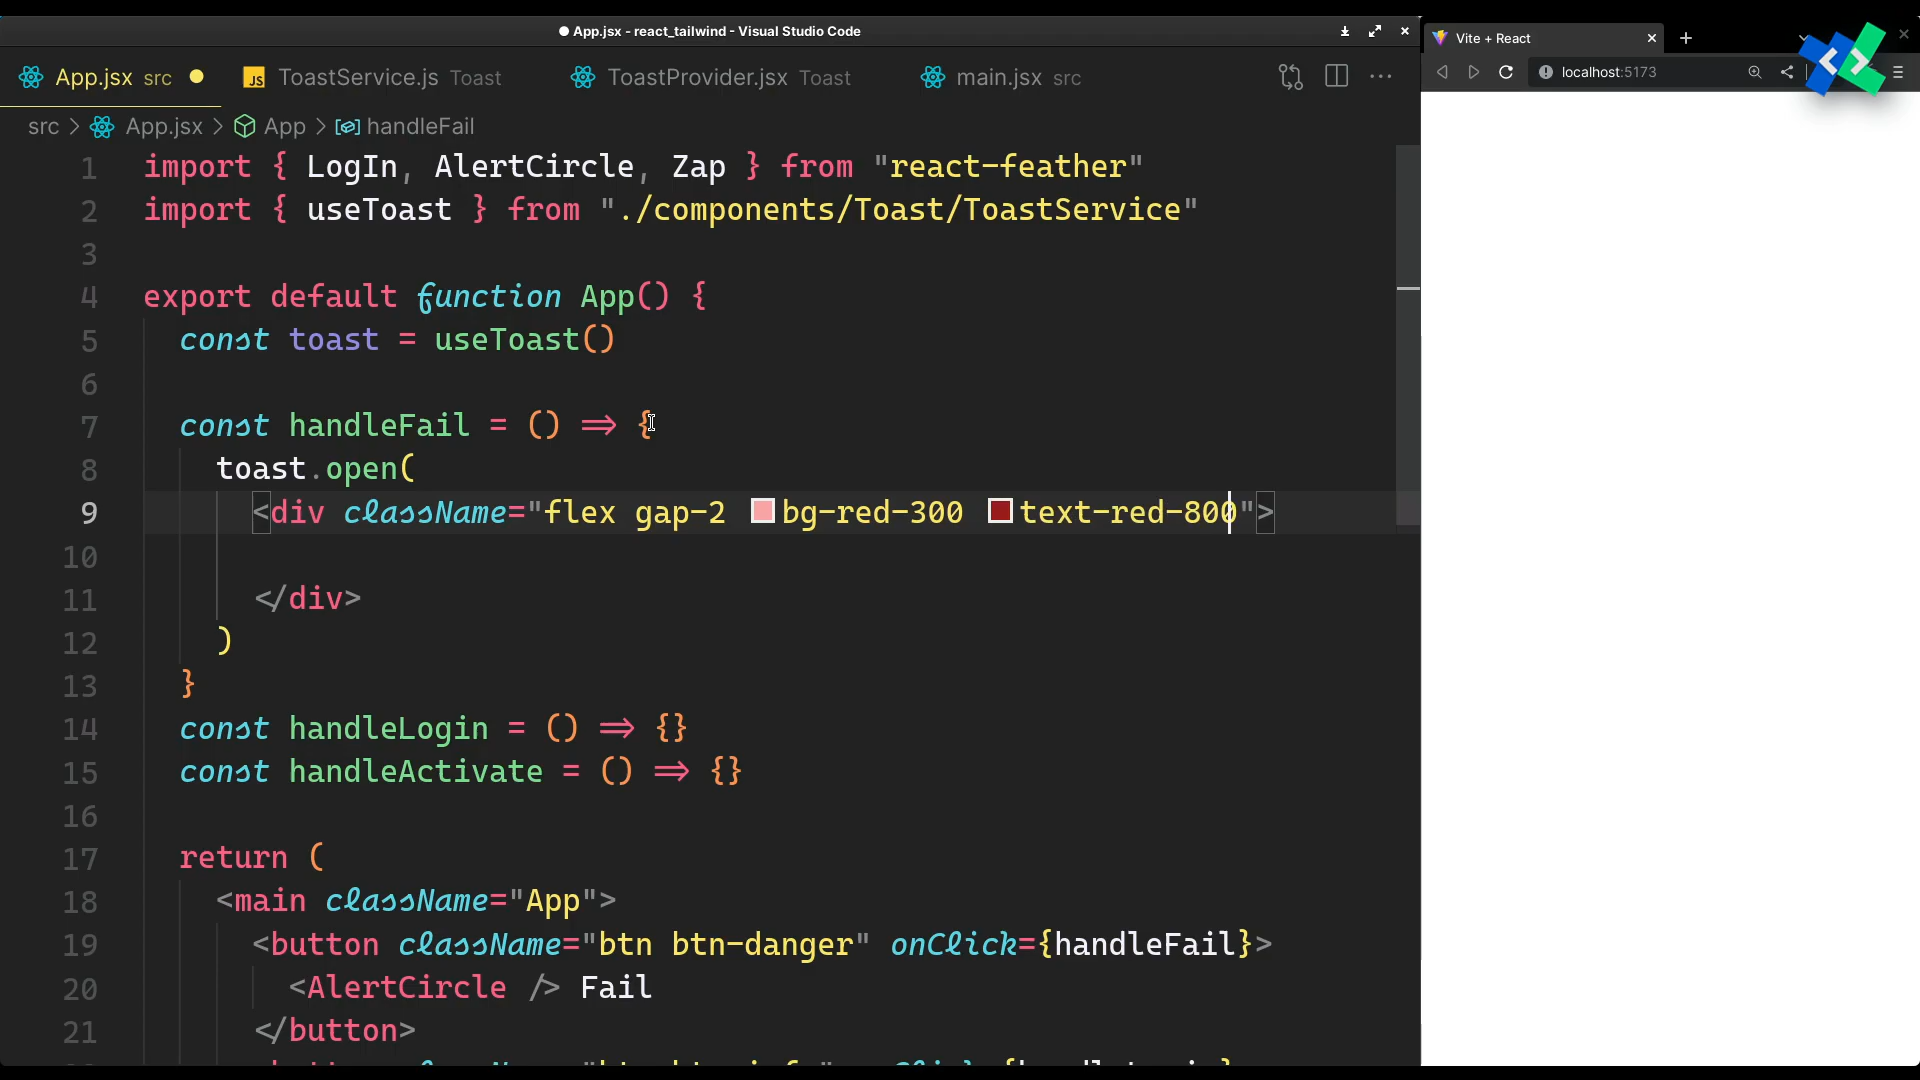 App.jsx - react_tailwind - Visual Studio Code
Vite + React
App.jsx src
JS ToastService.js Toast
ToastProvider.jsx Toast
main.jsx src
localhost:5173
src > App.jsx > App > handleFail
1 import { LogIn, AlertCircle, Zap } from "react-feather"
2 import { useToast } from "./components/Toast/ToastService"
3
4 export default function App() {
5 const toast = useToast()
6
7 const handleFail = () => {
8 toast.open(
9 <div className="flex gap-2 bg-red-300 text-red-800">
10
11 </div>
12 )
13 }
14 const handleLogin = () => {}
15 const handleActivate = () => {}
16
17 return (
18 <main className="App">
19 <button className="btn btn-danger" onClick={handleFail}>
20 <AlertCircle /> Fail
21 </button>